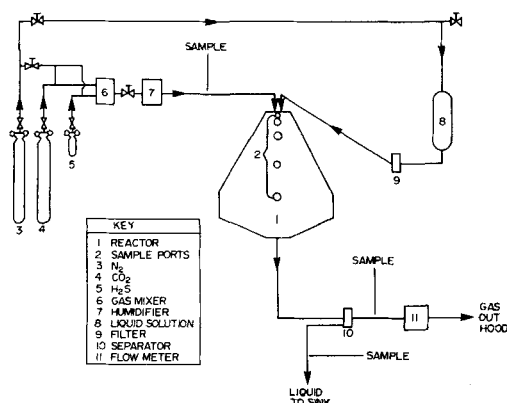 SAMPLE
6
7
8
5
2
9
3
4
1
KEY
1 REACTOR
2 SAMPLE PORTS
3 N2
4 CO2
5 H2S
6 GAS MIXER
7 HUMIDIFIER
8 LIQUID SOLUTION
9 FILTER
10 SEPARATOR
11 FLOW METER
SAMPLE
11
GAS
OUT
HOOD
10
SAMPLE
LIQUID
TO SINK